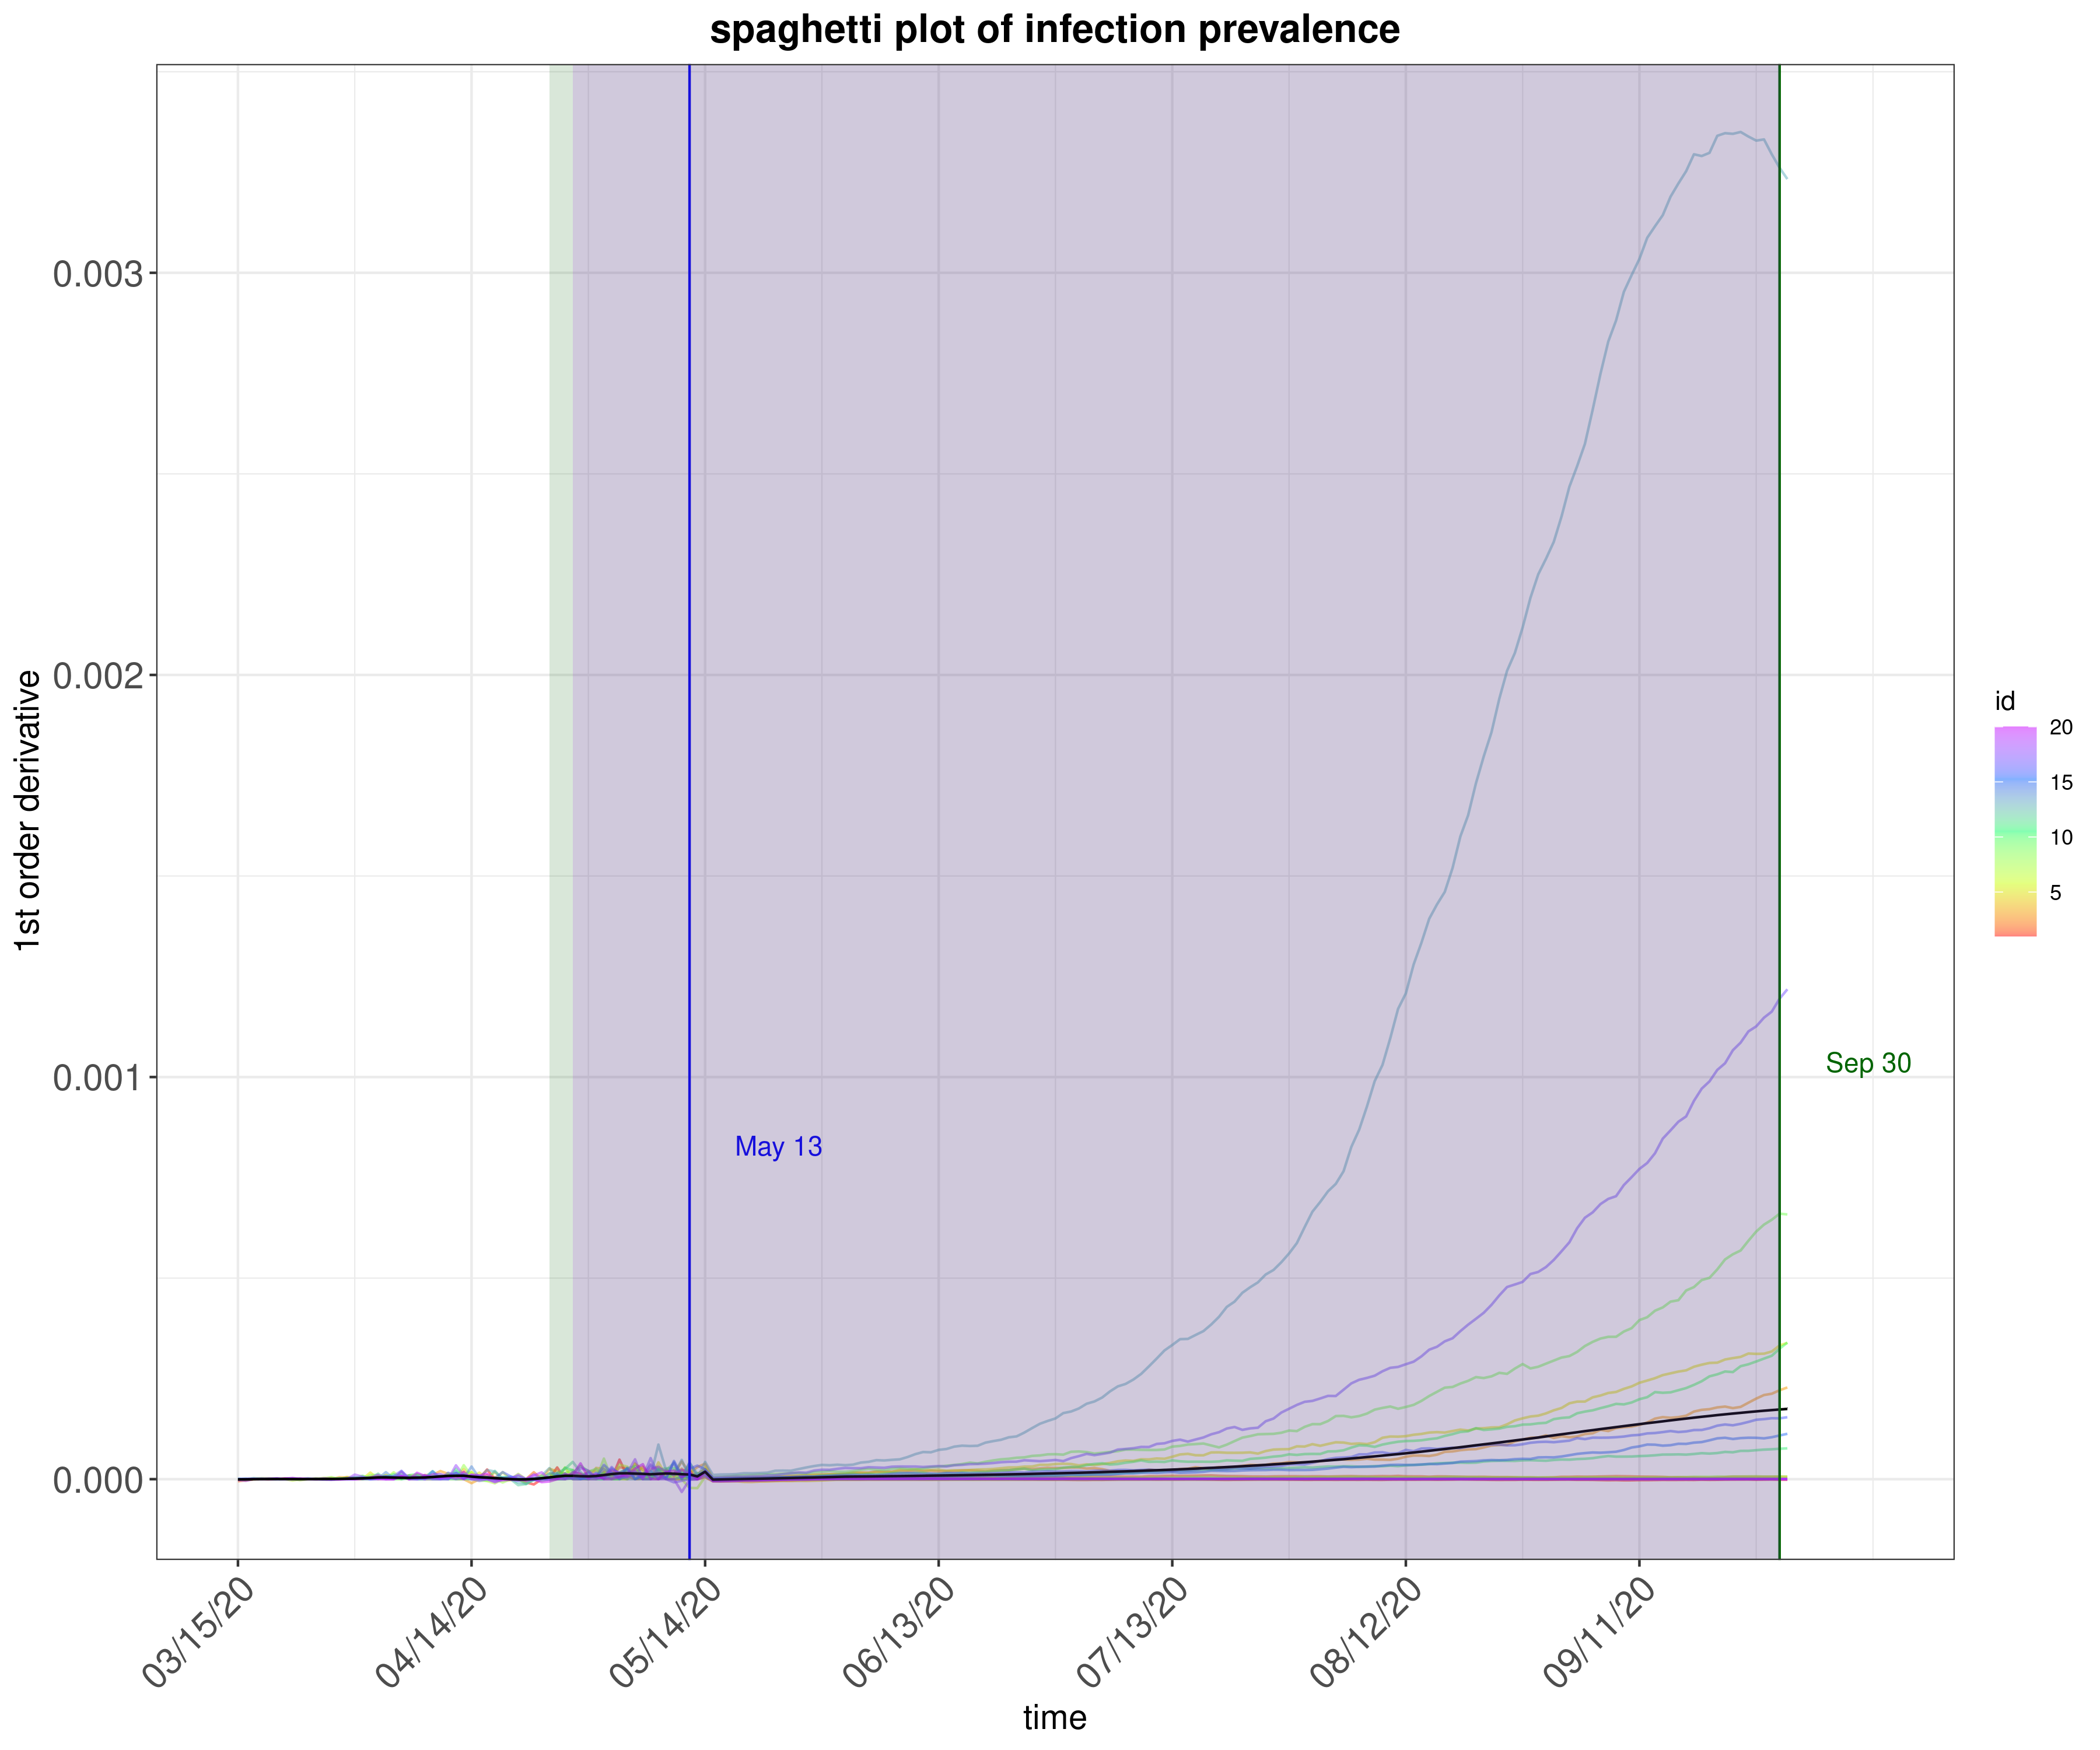 spaghetti plot of infection prevalence
1st order derivative
0.003
0.002
0.001
0.000
May 13
Sep 30
id
20
15
10
5
03/15/20
04/14/20
05/14/20
06/13/20
07/13/20
08/12/20
09/11/20
time